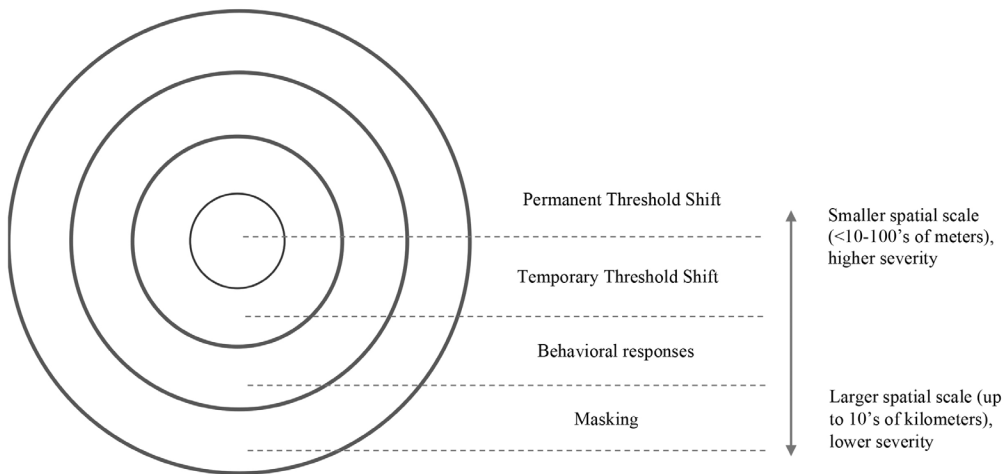 Permanent Threshold Shift
Temporary Threshold Shift
Behavioral responses
Masking
Smaller spatial scale
(<10-100’s of meters),
higher severity
Larger spatial scale (up
to 10’s of kilometers),
lower severity